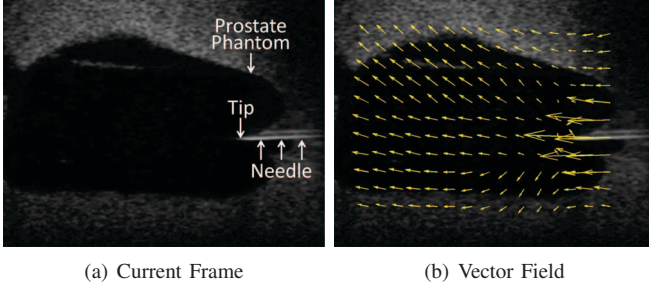 Prostate
Phantom
Tip
Needle
(a) Current Frame
(b) Vector Field